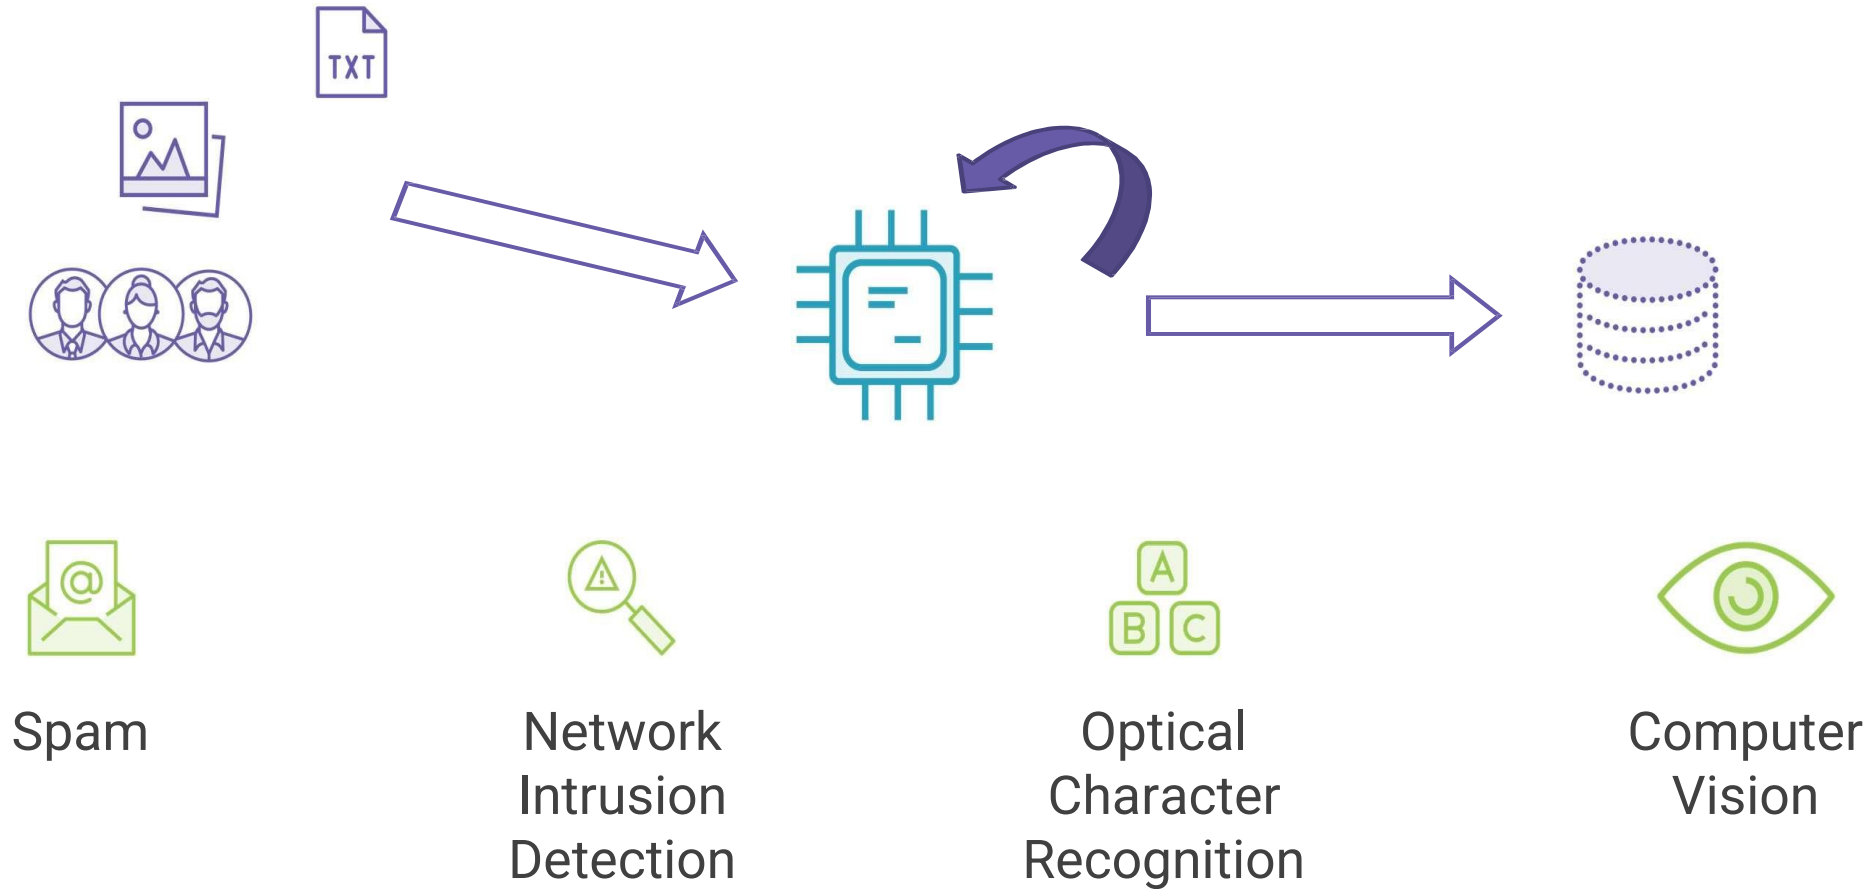 TXT
@
A
B C
Spam
Network
Intrusion
Detection
Optical
Character
Recognition
Computer
Vision